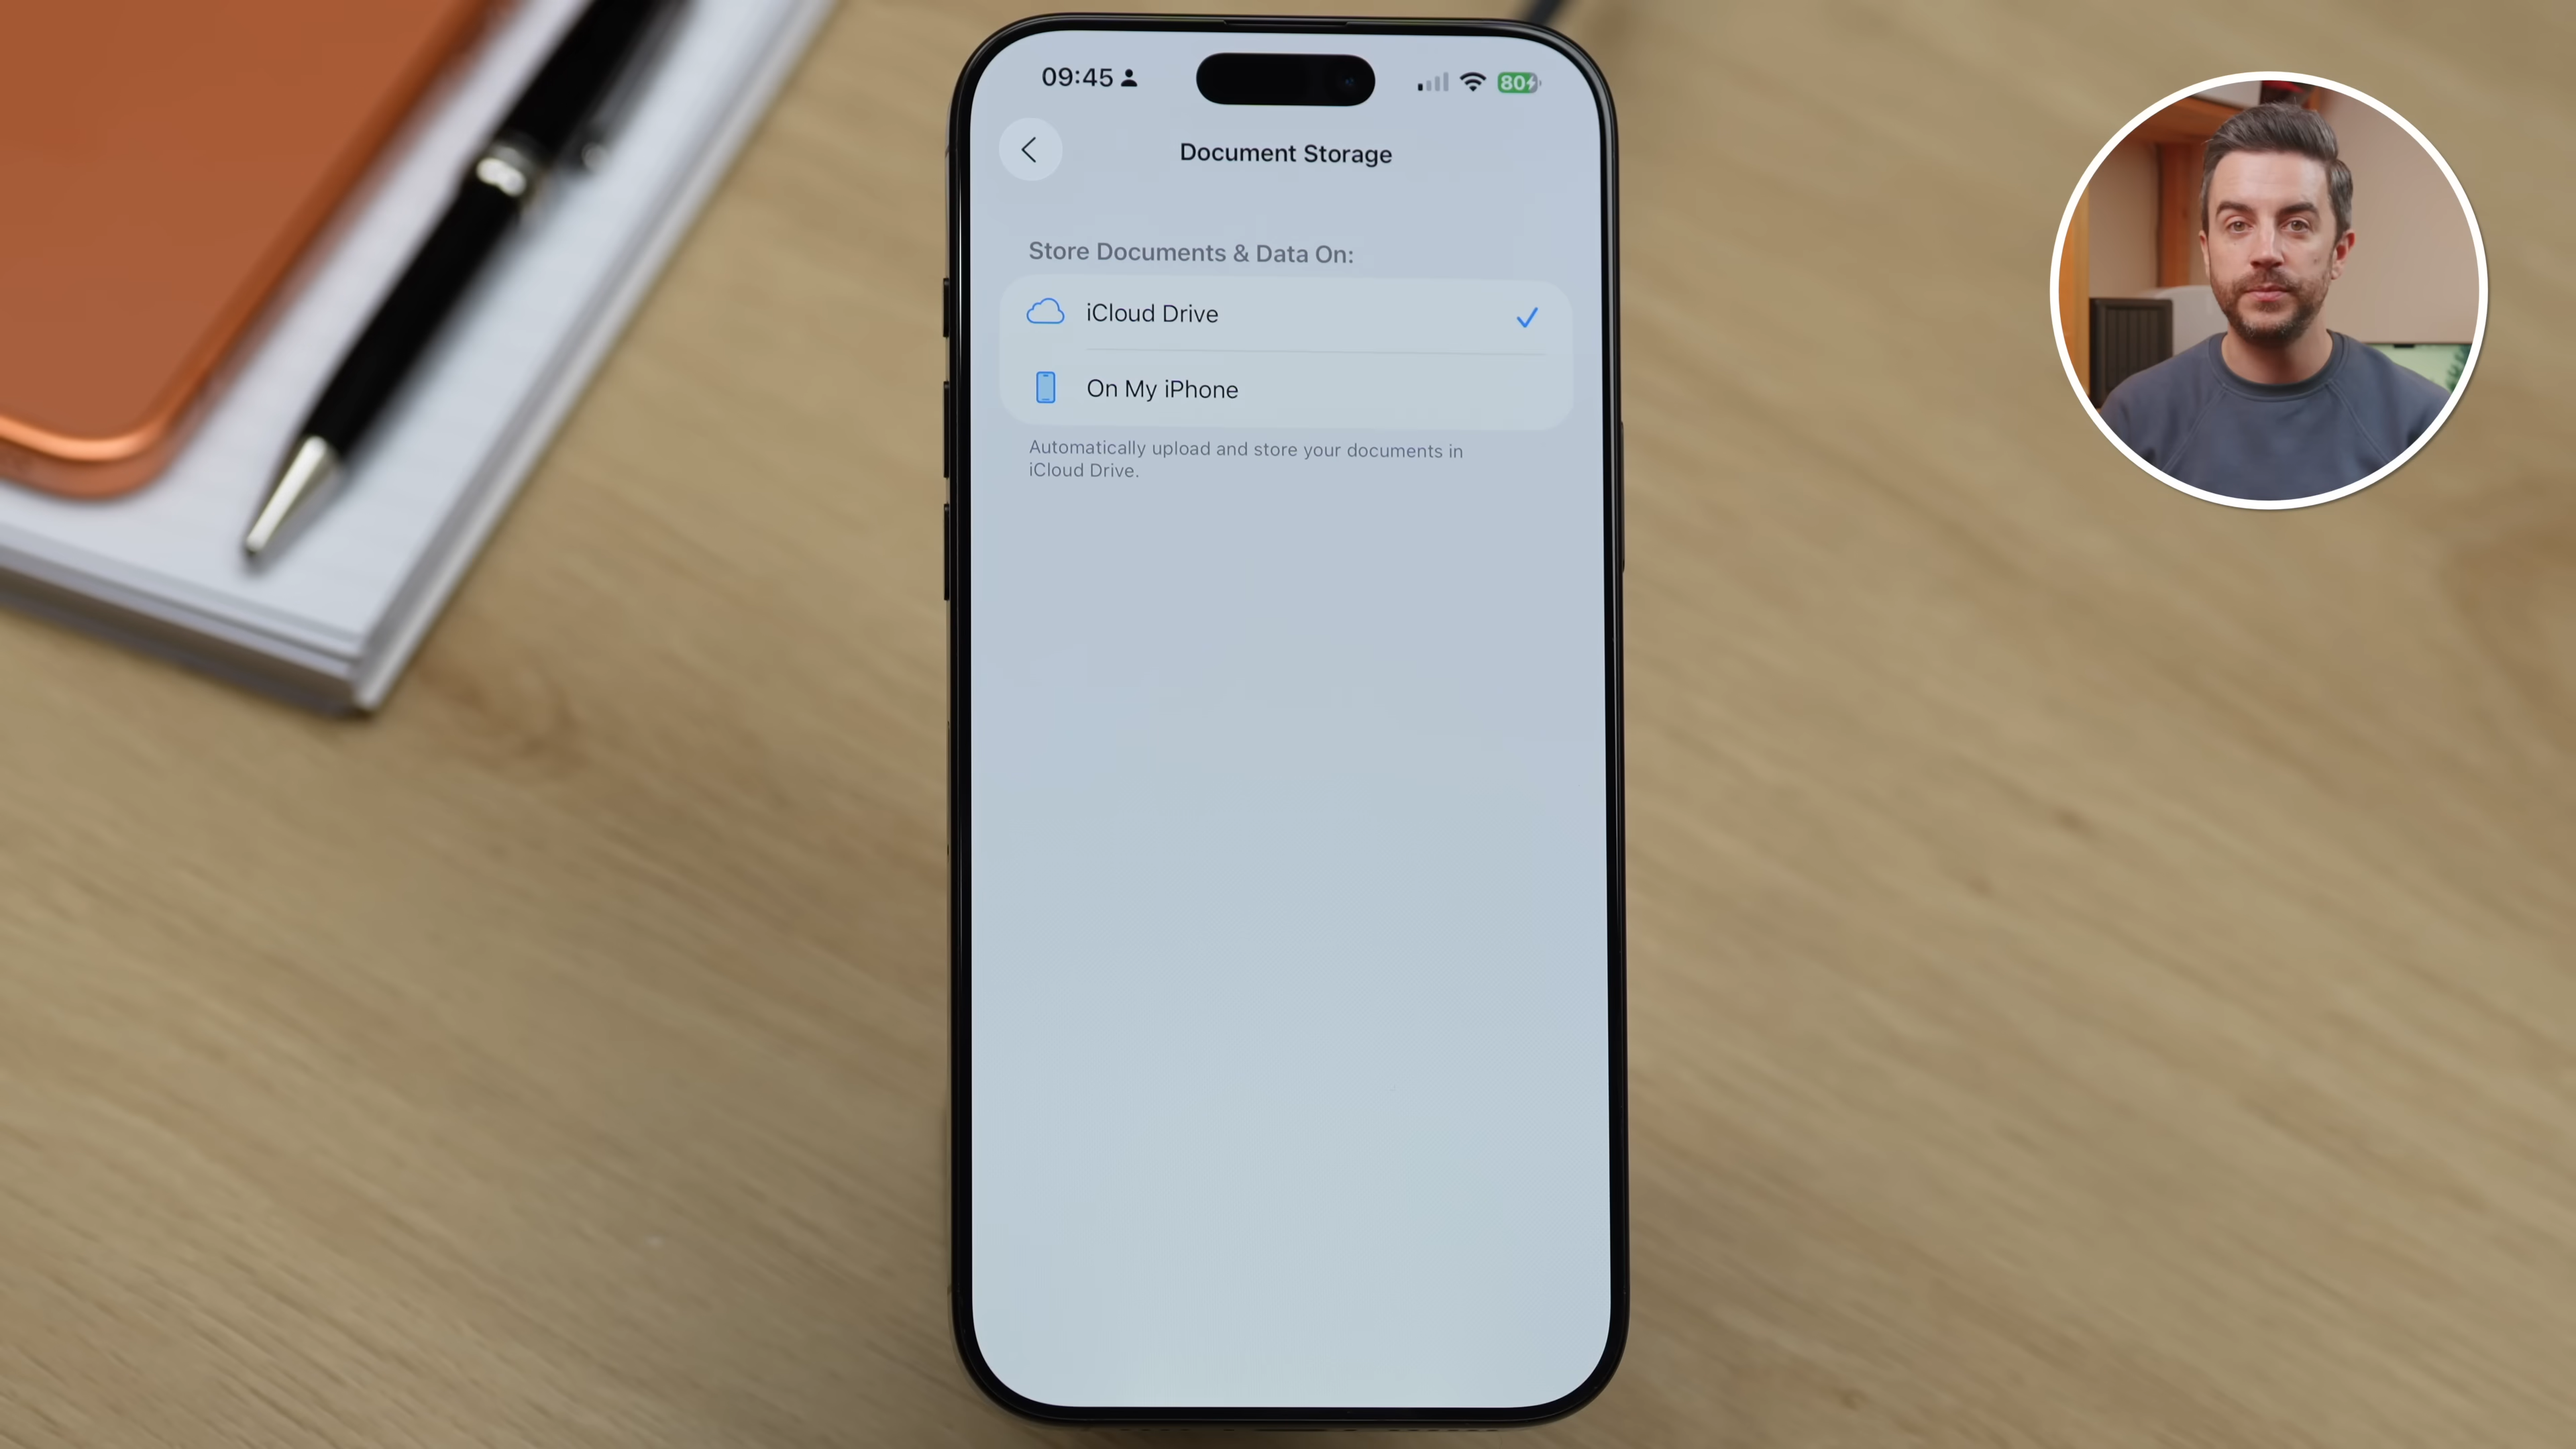 09:45
80
Document Storage
Store Documents & Data On:
iCloud Drive
On My iPhone
Automatically upload and store your documents in
iCloud Drive.